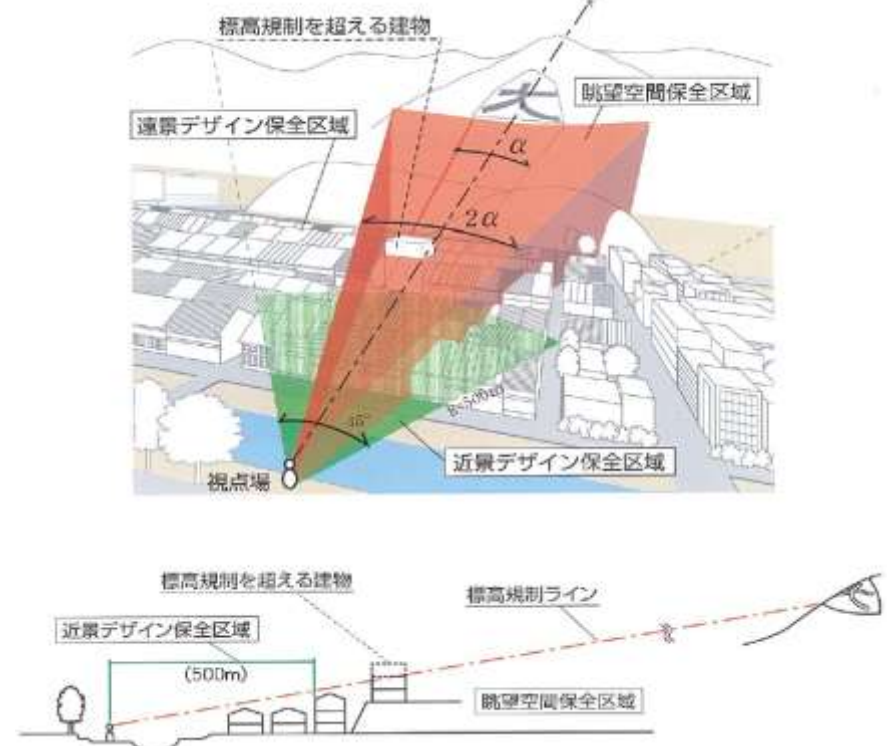 標高規制を超える建物
大
眺望空間保全区域
遠景デザイン保全区域
α
2α
R=500m
45°
近景デザイン保全区域
視点場
標高規制を超える建物
標高規制ライン
近景デザイン保全区域
(500m)
眺望空間保全区域